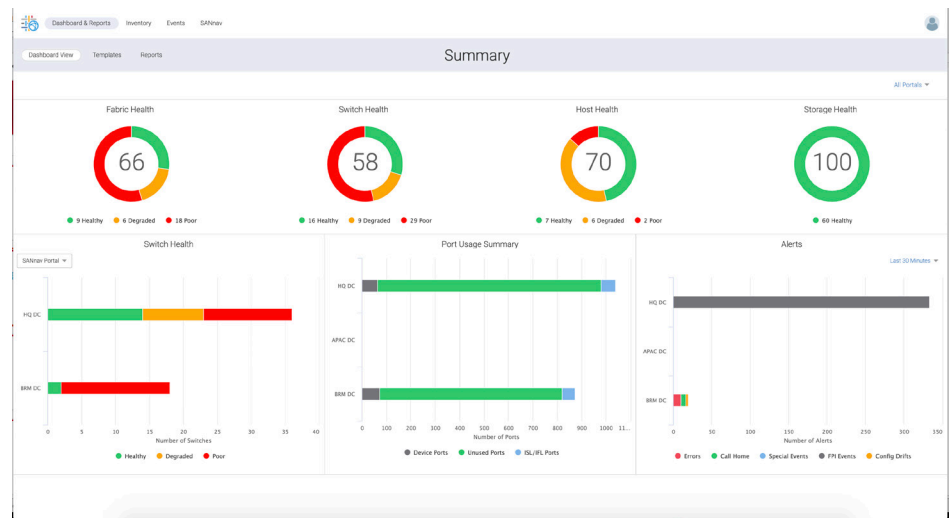 Dashboard & Reports Inventory Events SANnav
Dashboard View Templates Reports Summary
All Portals
Fabric Health Switch Health Host Health Storage Health
66 58 70 100
9 Healthy 6 Degraded 18 Poor 16 Healthy 9 Degraded 29 Poor 7 Healthy 6 Degraded 2 Poor 60 Healthy
Switch Health
SANnav Portal
HQ DC
BRM DC
0 5 10 15 20 25 30 35 40
Number of Switches
Healthy Degraded Poor
Port Usage Summary
HQ DC
APAC DC
BRM DC
0 100 200 300 400 500 600 700 800 900 1000 11...
Number of Ports
Device Ports Unused Ports ISL/IFL Ports
Alerts
Last 30 Minutes
HQ DC
APAC DC
BRM DC
0 50 100 150 200 250 300 350
Number of Alerts
Errors Call Home Special Events FPI Events Config Drifts